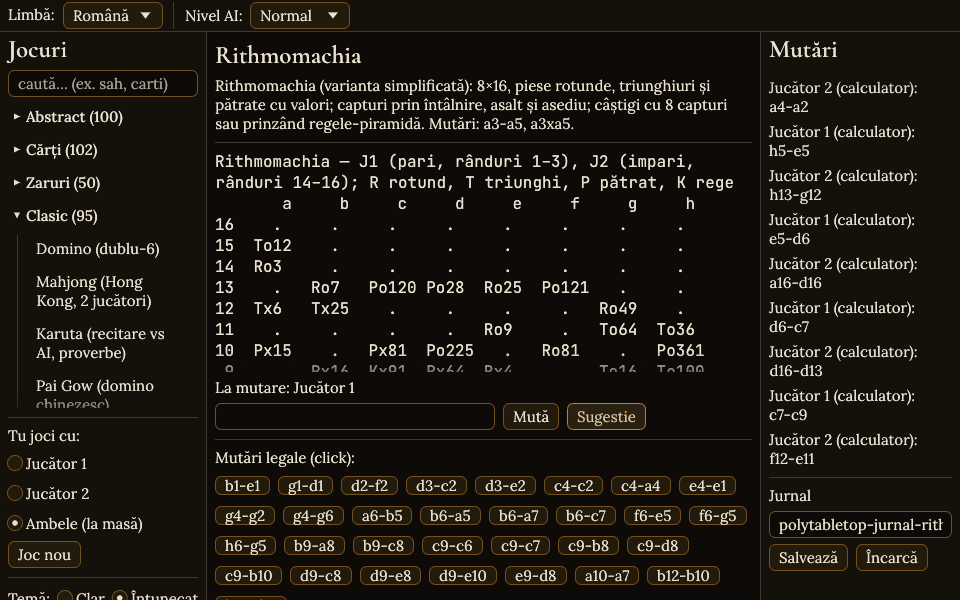 Limbă: Română ▼ Nivel AI: Normal ▼
Jocuri
caută... (ex. sah, carti)
▸ Abstract (100)
▸ Cărți (102)
▸ Zaruri (50)
▾ Clasic (95)
Domino (dublu-6)
Mahjong (Hong
Kong, 2 jucători)
Karuta (recitare vs
AI, proverbe)
Pai Gow (domino
chinezesc)
Tu joci cu:
Jucător 1
Jucător 2
Ambele (la masă)
Joc nou
Temă: Clar Întunecat
Rithmomachia
Rithmomachia (varianta simplificată): 8×16, piese rotunde, triunghiuri și
pătrate cu valori; capturi prin întâlnire, asalt și asediu; câștigi cu 8 capturi
sau prinzând regele-piramidă. Mutări: a3-a5, a3xa5.
Rithmomachia — J1 (pari, rânduri 1–3), J2 (impari,
rânduri 14–16); R rotund, T triunghi, P pătrat, K rege
a b c d e f g h
16 . . . . . . . .
15 To12 . . . . . . .
14 Ro3 . . . . . . .
13 . Ro7 Po120 Po28 Ro25 Fo121 . .
12 Tx6 Tx25 . . . . Ro49 .
11 . . . . Ro9 . To64 To36
10 Px15 . Px81 Po225 . Ro81 . Po361
9 . Rx16 Kx91 Px64 Rx4 . To16 To100
La mutare: Jucător 1
Mută Sugestie
Mutări legale (click):
b1-e1 g1-d1 d2-f2 d3-c2 d3-e2 c4-c2 c4-a4 e4-e1
g4-g2 g4-g6 a6-b5 b6-a5 b6-a7 b6-c7 f6-e5 f6-g5
h6-g5 b9-a8 b9-c8 c9-c6 c9-c7 c9-b8 c9-d8
c9-b10 d9-c8 d9-e8 d9-e10 e9-d8 a10-a7 b12-b10
Mutări
Jucător 2 (calculator):
a4-a2
Jucător 1 (calculator):
h5-e5
Jucător 2 (calculator):
h13-g12
Jucător 1 (calculator):
e5-d6
Jucător 2 (calculator):
a16-d16
Jucător 1 (calculator):
d6-c7
Jucător 2 (calculator):
d16-d13
Jucător 1 (calculator):
c7-c9
Jucător 2 (calculator):
f12-e11
Jurnal
polytabletop-jurnal-rith
Salvează Încarcă